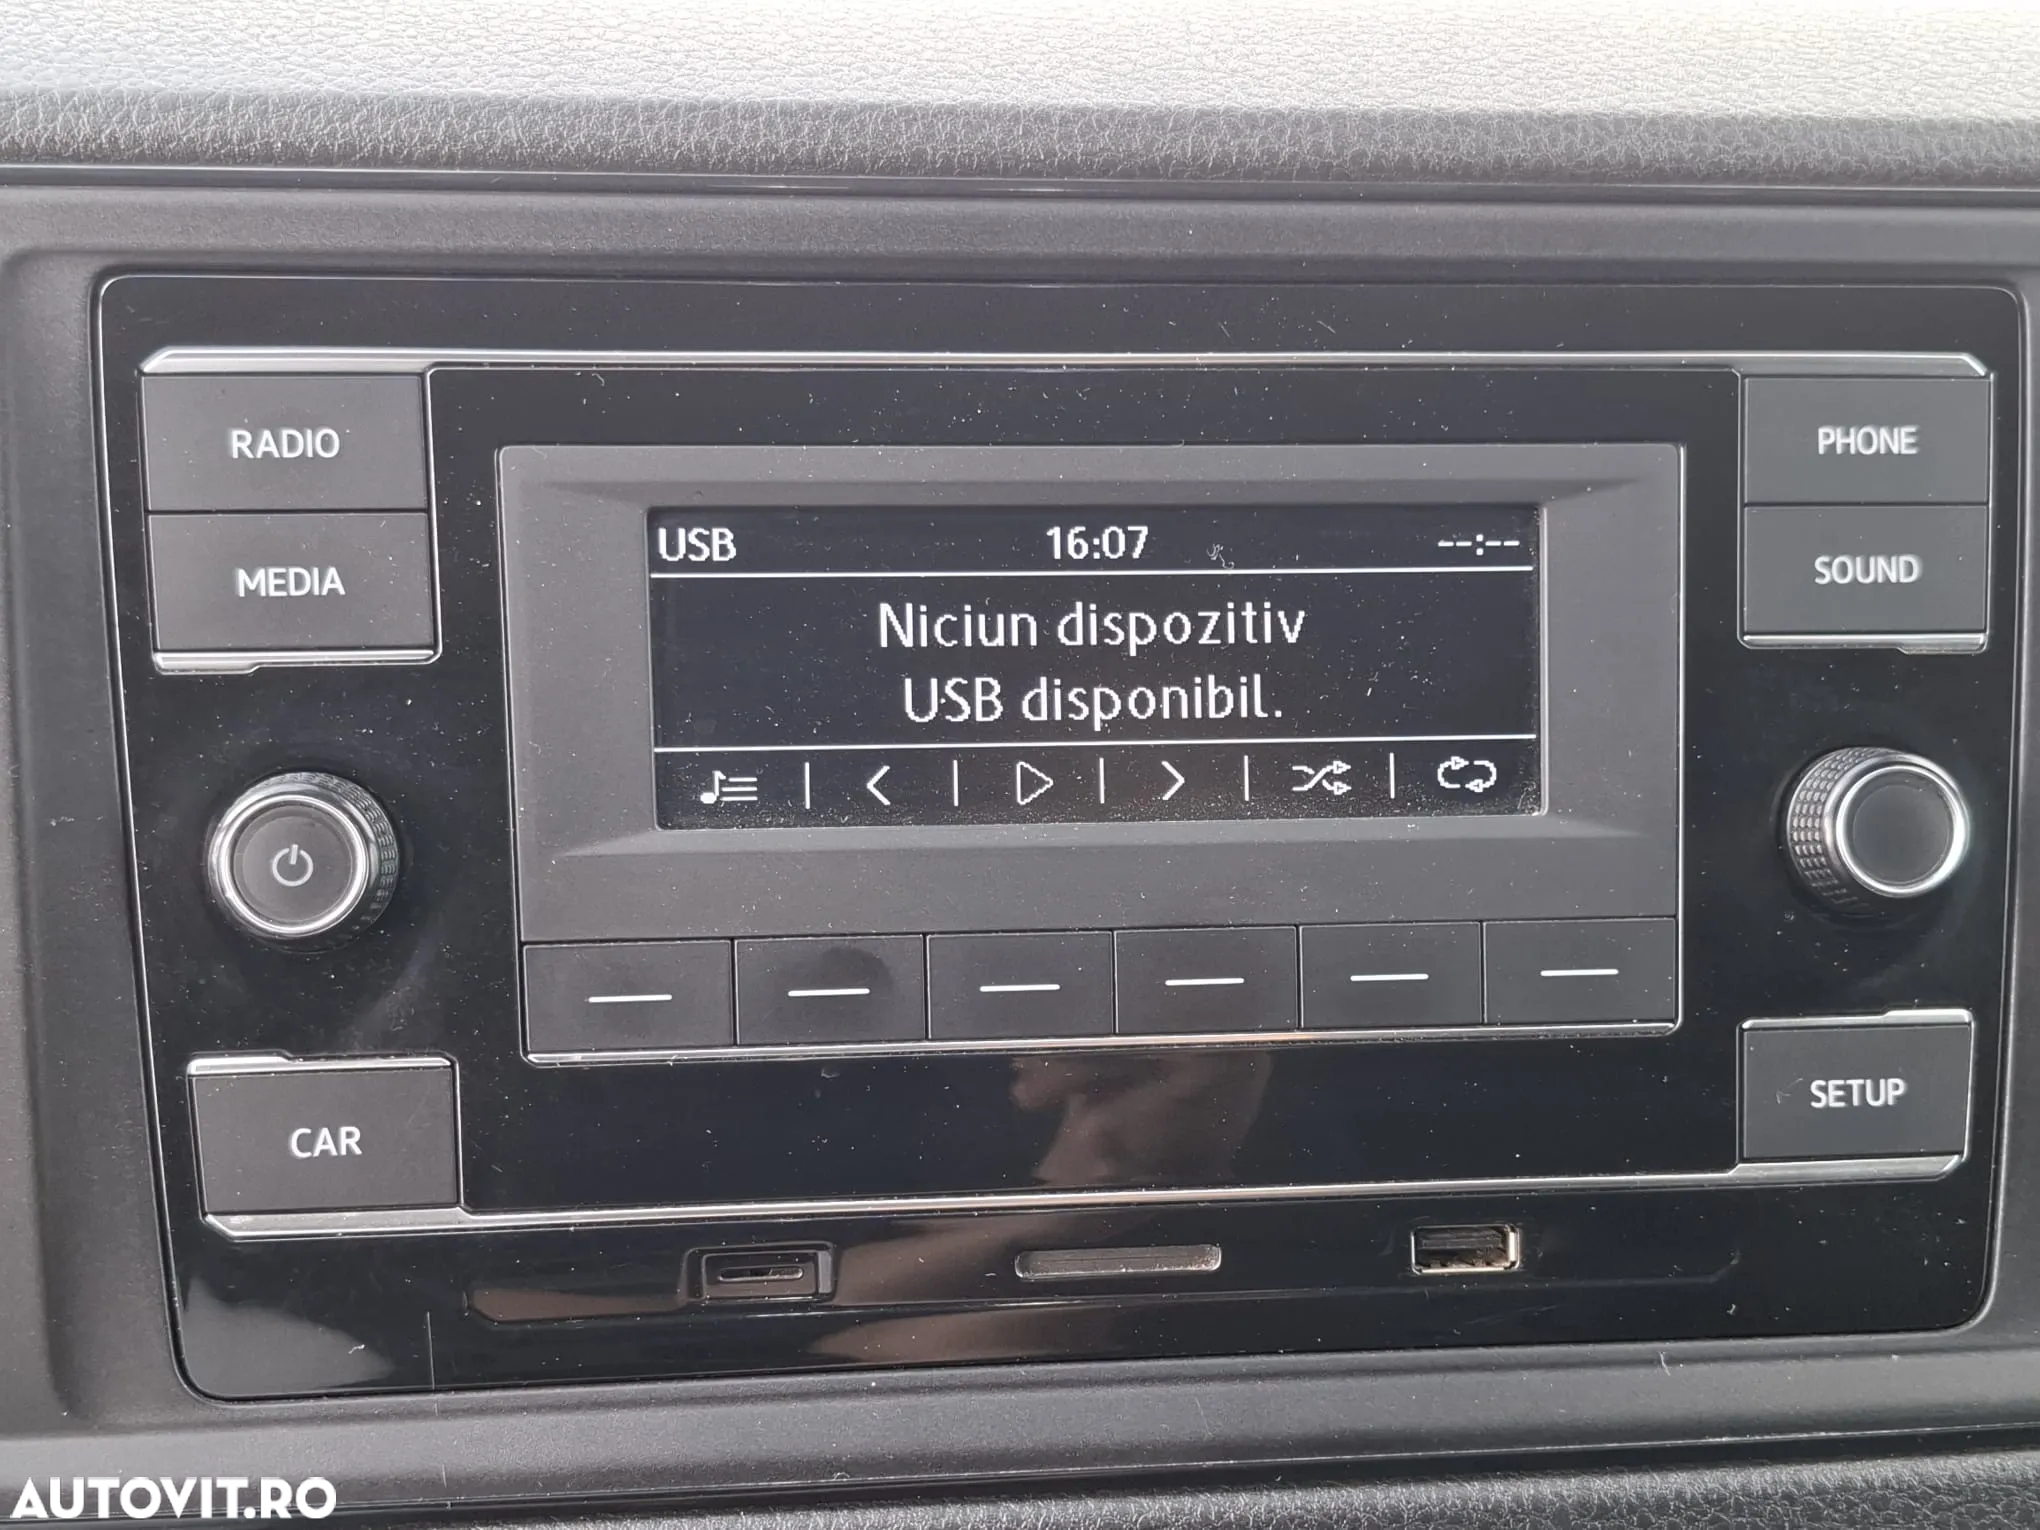 RADIO
PHONE
MEDIA
SOUND
USB 16:07 --:--
Niciun dispozitiv
USB disponibil.
CAR
SETUP
AUTOVIT.RO